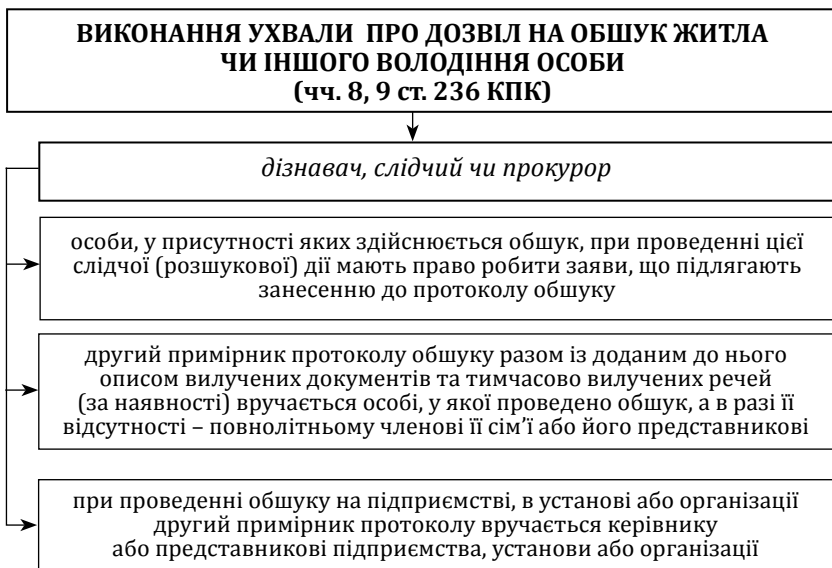 ВИКОНАННЯ УХВАЛИ ПРО ДОЗВІЛ НА ОБШУК ЖИТЛА
ЧИ ІНШОГО ВОЛОДІННЯ ОСОБИ
(чч. 8, 9 ст. 236 КПК)
дізнавач, слідчий чи прокурор
особи, у присутності яких здійснюється обшук, при проведенні цієї
слідчої (розшукової) дії мають право робити заяви, що підлягають
занесенню до протоколу обшуку
другий примірник протоколу обшуку разом із доданим до нього
описом вилучених документів та тимчасово вилучених речей
(за наявності) вручається особі, у якої проведено обшук, а в разі її
відсутності – повнолітньому членові її сім’ї або його представникові
при проведенні обшуку на підприємстві, в установі або організації
другий примірник протоколу вручається керівнику
або представникові підприємства, установи або організації